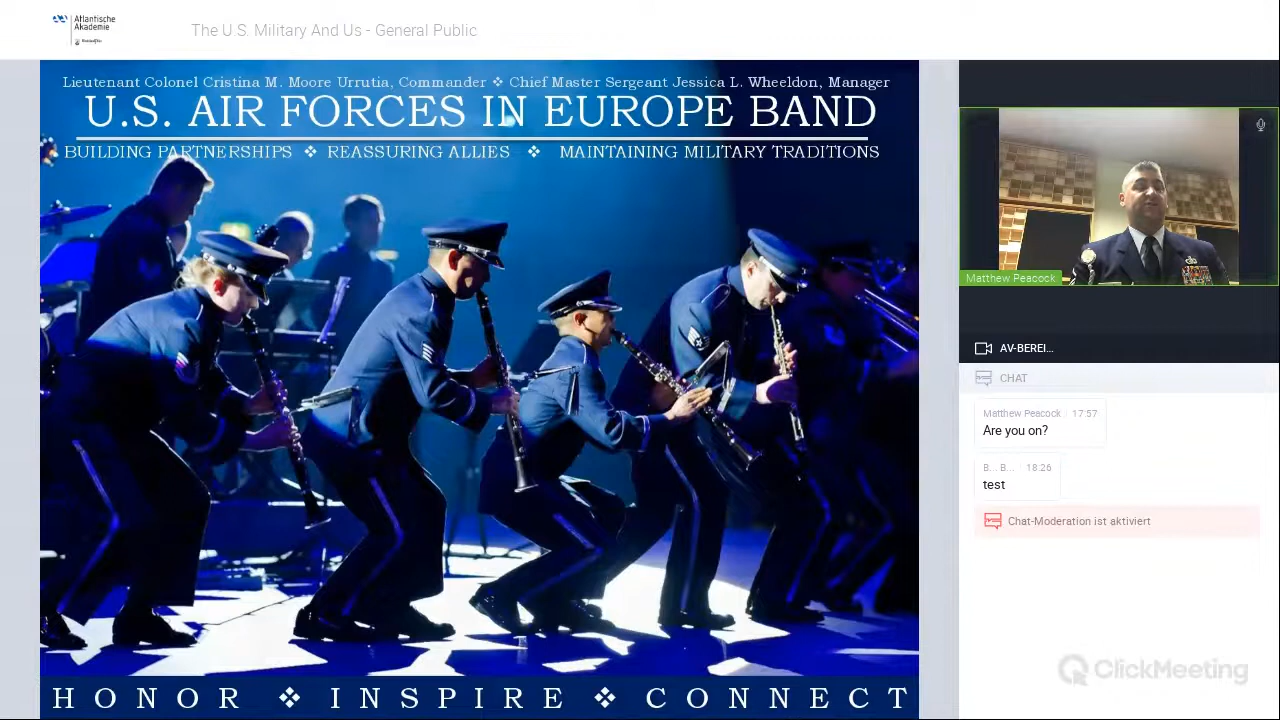 Atlantische
Akademie
The U.S. Military And Us - General Public
Lieutenant Colonel Cristina M. Moore Urrutia, Commander ❖ Chief Master Sergeant Jessica L. Wheeldon, Manager
U.S. AIR FORCES IN EUROPE BAND
BUILDING PARTNERSHIPS ❖ REASSURING ALLIES ❖ MAINTAINING MILITARY TRADITIONS
HONOR ❖ INSPIRE ❖ CONNECT
Matthew Peacock
AV-BEREI...
CHAT
Matthew Peacock 17:57
Are you on?
B... B... 18:26
test
Chat-Moderation ist aktiviert
ClickMeeting